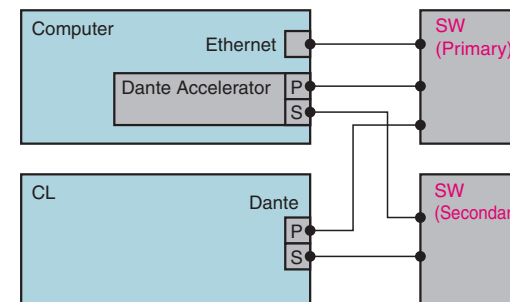 Computer
Ethernet
Dante Accelerator
P
S
SW
(Primary)
CL
Dante
P
S
SW
(Secondar